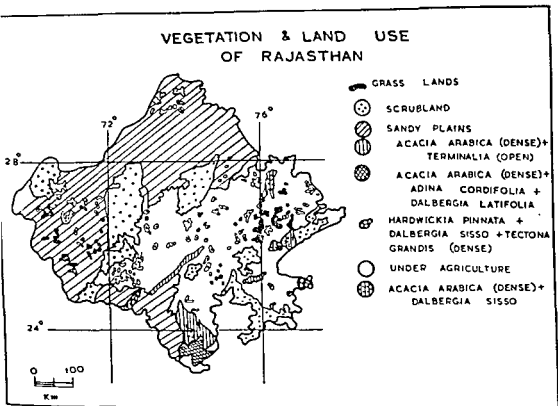 VEGETATION & LAND USE
OF RAJASTHAN
72°
76°
28°
24°
GRASS LANDS
SCRUBLAND
SANDY PLAINS
ACACIA ARABICA (DENSE)+
TERMINALIA (OPEN)
ACACIA ARABICA (DENSE)+
ADINA CORDIFOLIA +
DALBERGIA LATIFOLIA
HARDWICKIA PINNATA +
DALBERGIA SISSO +TECTONA
GRANDIS (DENSE)
UNDER AGRICULTURE
ACACIA ARABICA (DENSE)+
DALBERGIA SISSO
0 100
Km